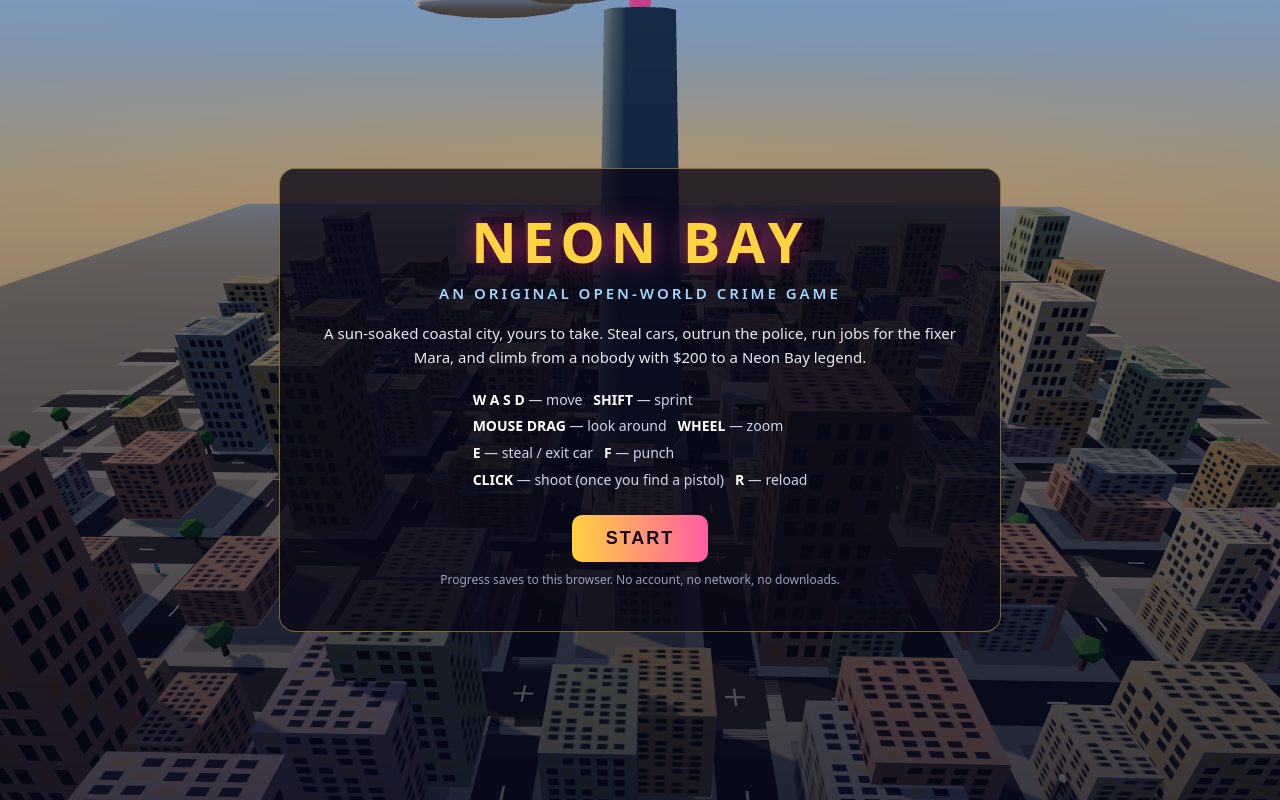 NEON BAY
AN ORIGINAL OPEN-WORLD CRIME GAME
A sun-soaked coastal city, yours to take. Steal cars, outrun the police, run jobs for the fixer
Mara, and climb from a nobody with $200 to a Neon Bay legend.
W A S D — move SHIFT — sprint
MOUSE DRAG — look around WHEEL — zoom
E — steal / exit car F — punch
CLICK — shoot (once you find a pistol) R — reload
START
Progress saves to this browser. No account, no network, no downloads.